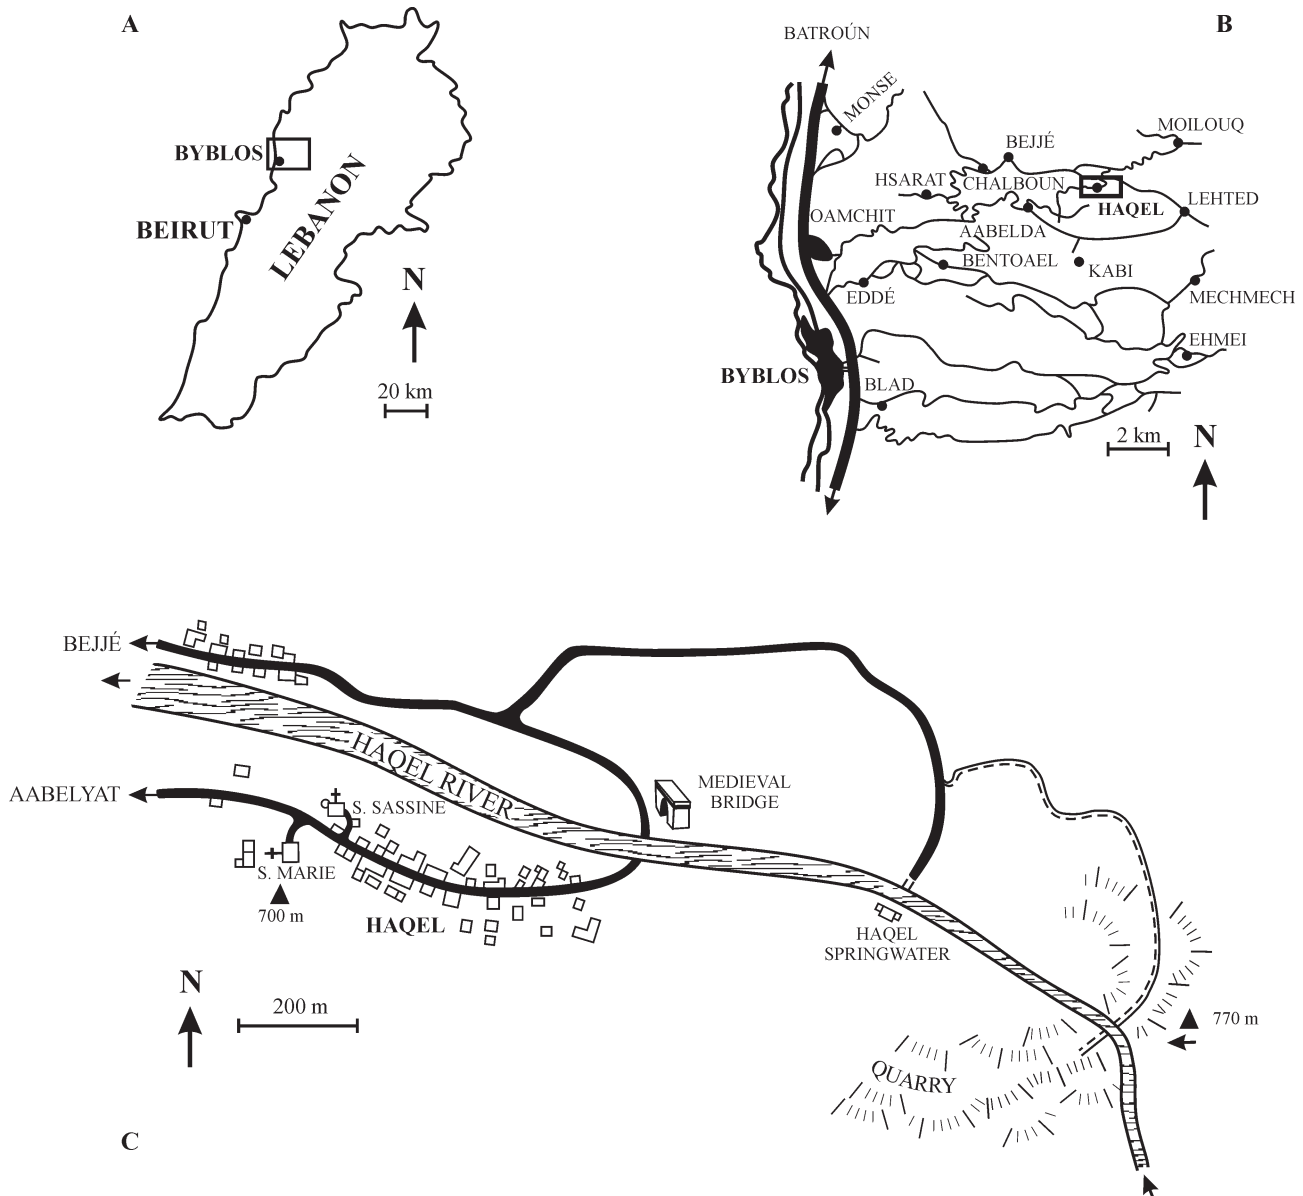 A
BYBLOS
BEIRUT
LEBANON
N
20 km
B
BATROÚN
MONSE
MOILOUQ
BEJJÉ
HSARAT
CHALBOUN
HAQEL
LEHTED
OAMCHIT
AABELDA
BENTOAEL
KABI
EDDÉ
MECHMECH
EHMEI
BYBLOS
BLAD
2 km
N
BEJJÉ
HAQEL RIVER
MEDIEVAL
BRIDGE
AABELYAT
S. SASSINE
S. MARIE
700 m
HAQEL
HAQEL
SPRINGWATER
N
200 m
770 m
QUARRY
C